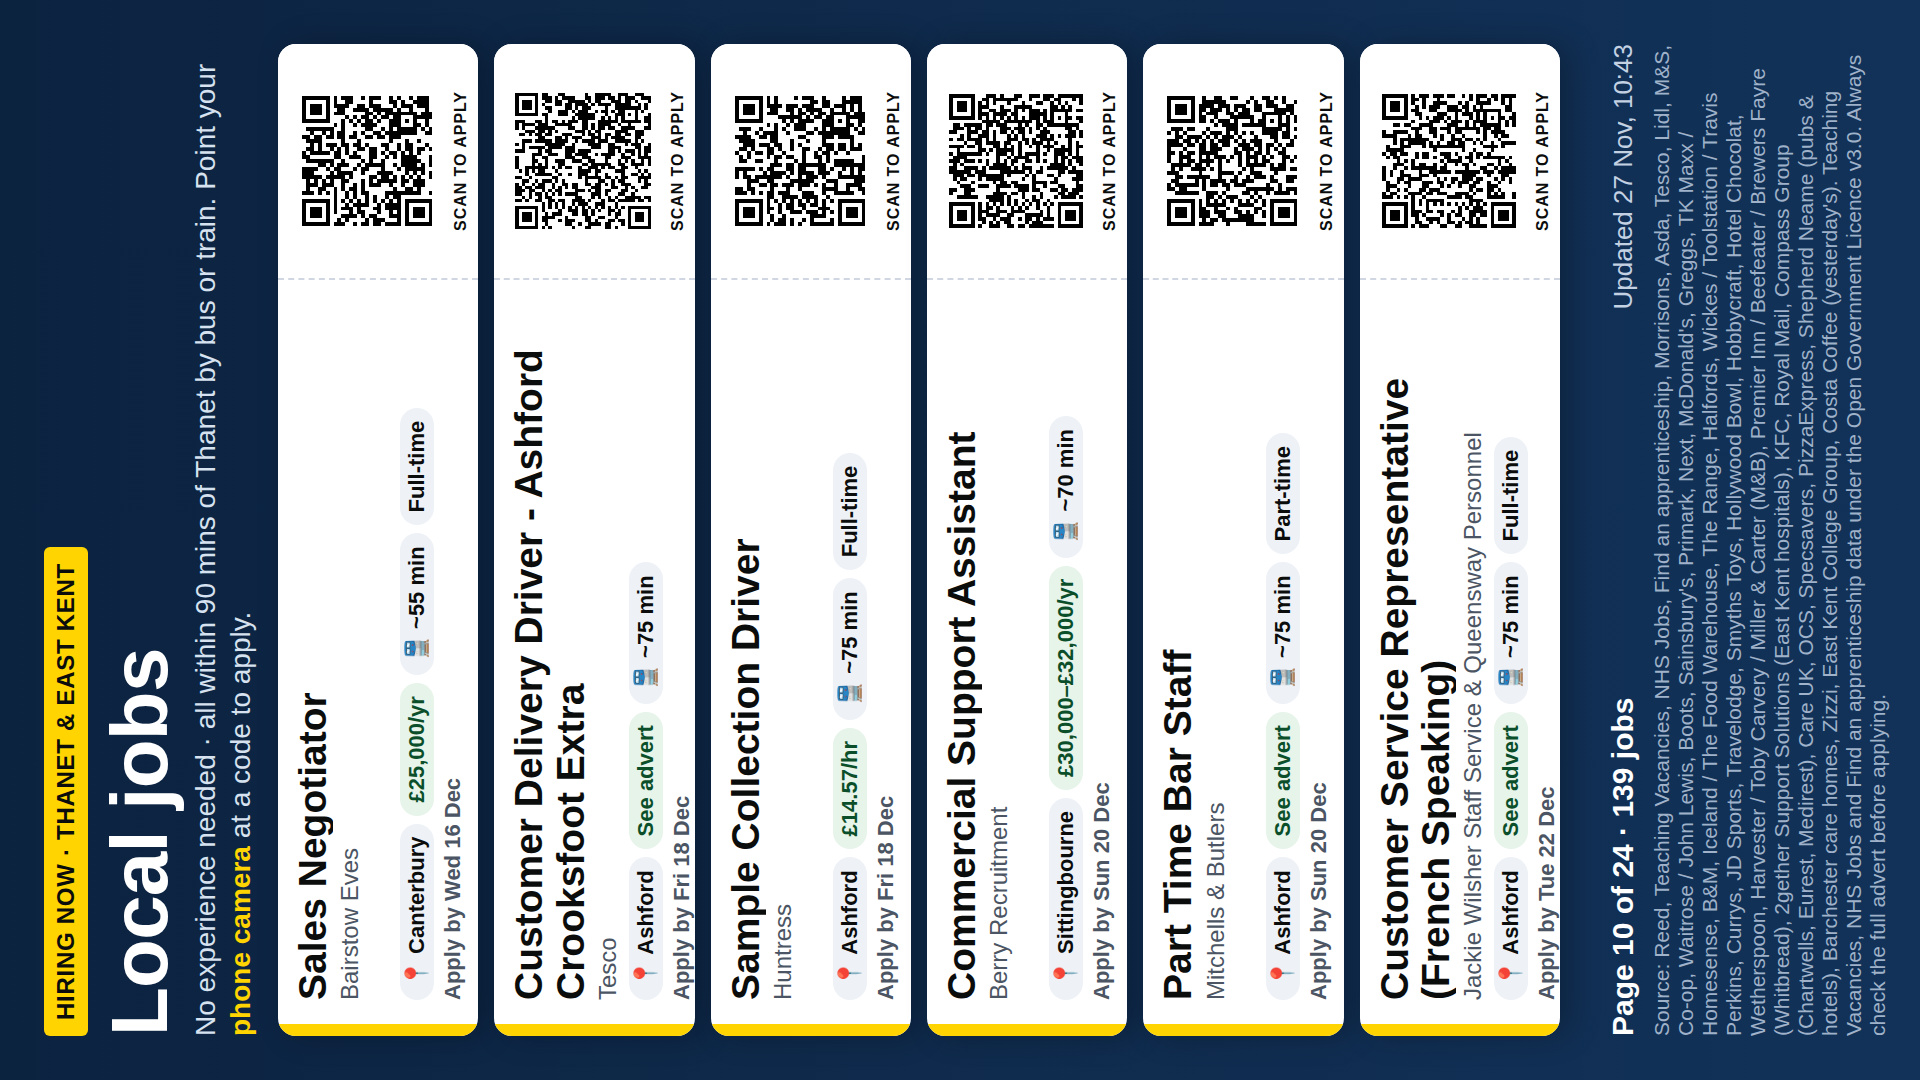 HIRING NOW · THANET & EAST KENT
Local jobs
No experience needed · all within 90 mins of Thanet by bus or train. Point your
phone camera at a code to apply.
Sales Negotiator
Bairstow Eves
📍 Canterbury
£25,000/yr
🚆 ~55 min
Full-time
Apply by Wed 16 Dec
SCAN TO APPLY
Customer Delivery Driver - Ashford
Crooksfoot Extra
Tesco
📍 Ashford
See advert
🚆 ~75 min
Apply by Fri 18 Dec
SCAN TO APPLY
Sample Collection Driver
Huntress
📍 Ashford
£14.57/hr
🚆 ~75 min
Full-time
Apply by Fri 18 Dec
SCAN TO APPLY
Commercial Support Assistant
Berry Recruitment
📍 Sittingbourne
£30,000–£32,000/yr
🚆 ~70 min
Apply by Sun 20 Dec
SCAN TO APPLY
Part Time Bar Staff
Mitchells & Butlers
📍 Ashford
See advert
🚆 ~75 min
Part-time
Apply by Sun 20 Dec
SCAN TO APPLY
Customer Service Representative
(French Speaking)
Jackie Wilsher Staff Service & Queensway Personnel
📍 Ashford
See advert
🚆 ~75 min
Full-time
Apply by Tue 22 Dec
SCAN TO APPLY
Page 10 of 24 · 139 jobs
Updated 27 Nov, 10:43
Source: Reed, Teaching Vacancies, NHS Jobs, Find an apprenticeship, Morrisons, Asda, Tesco, Lidl, M&S,
Co-op, Waitrose / John Lewis, Boots, Sainsbury's, Primark, Next, McDonald's, Greggs, TK Maxx /
Homesense, B&M, Iceland / The Food Warehouse, The Range, Halfords, Wickes / Toolstation / Travis
Perkins, Currys, JD Sports, Travelodge, Smyths Toys, Hollywood Bowl, Hobbycraft, Hotel Chocolat,
Wetherspoon, Harvester / Toby Carvery / Miller & Carter (M&B), Premier Inn / Beefeater / Brewers Fayre
(Whitbread), 2gether Support Solutions (East Kent hospitals), KFC, Royal Mail, Compass Group
(Chartwells, Eurest, Medirest), Care UK, OCS, Specsavers, PizzaExpress, Shepherd Neame (pubs &
hotels), Barchester care homes, Zizzi, East Kent College Group, Costa Coffee (yesterday's). Teaching
Vacancies, NHS Jobs and Find an apprenticeship data under the Open Government Licence v3.0. Always
check the full advert before applying.